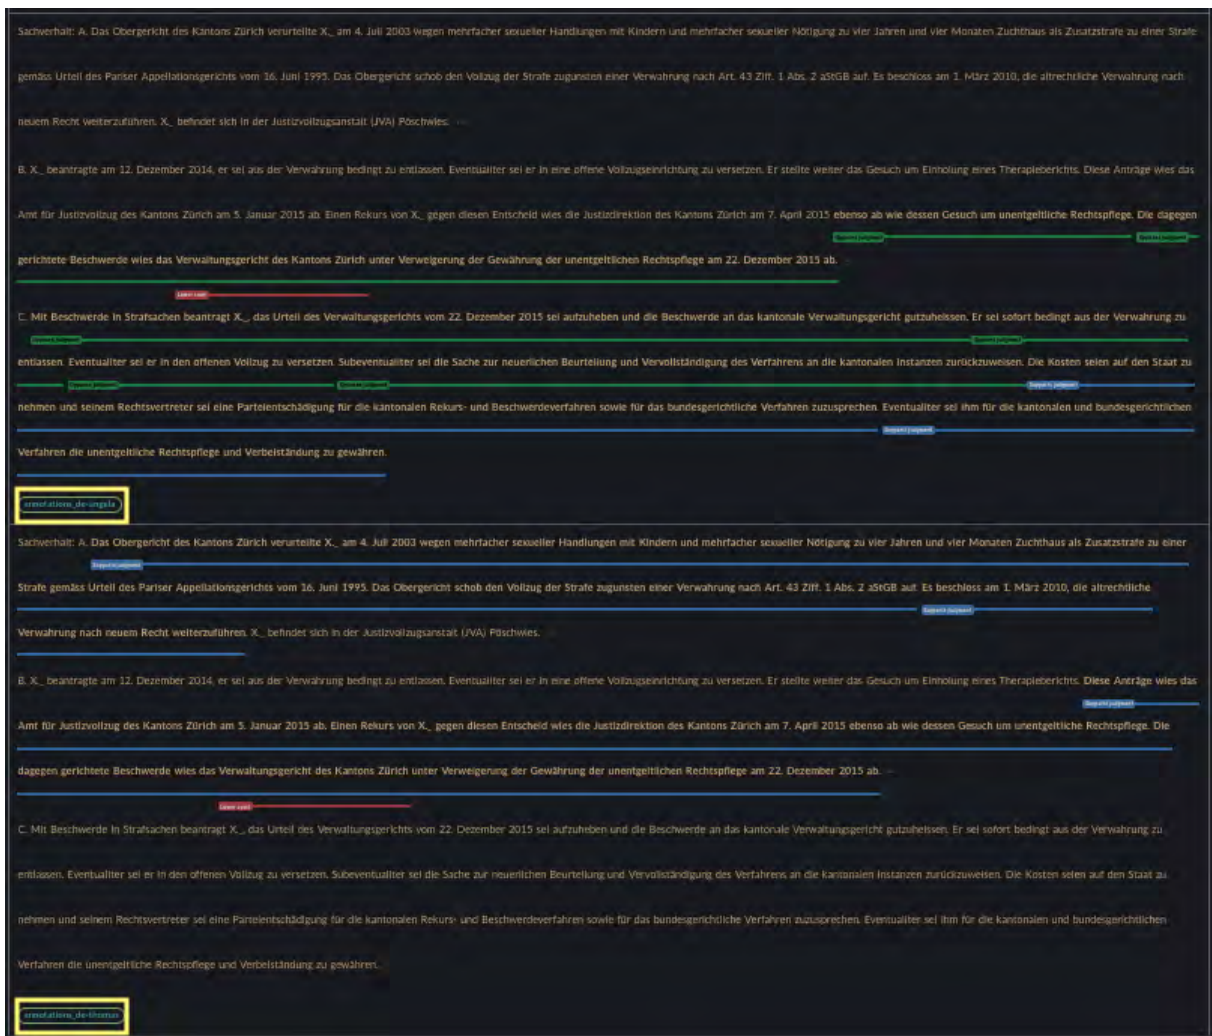 Sachverhalt: A. Das Obergericht des Kantons Zürich verurteilte X._ am 4. Juli 2003 wegen mehrfacher sexueller Handlungen mit Kindern und mehrfacher sexueller Nötigung zu vier Jahren und vier Monaten Zuchthaus als Zusatzstrafe zu einer Strafe
gemäss Urteil des Pariser Appellationsgerichts vom 16. Juni 1995. Das Obergericht schob den Vollzug der Strafe zugunsten einer Verwahrung nach Art. 43 Ziff. 1 Abs. 2 aStGB auf. Es beschloss am 1. März 2010, die altrechtliche Verwahrung nach
neuem Recht weiterzuführen. X._ befindet sich in der Justizvollzugsanstalt (JVA) Pöschwies.
B. X._ beantragte am 12. Dezember 2014, er sei aus der Verwahrung bedingt zu entlassen. Eventualiter sei er in eine offene Vollzugseinrichtung zu versetzen. Er stellte weiter das Gesuch um Einholung eines Therapieberichts. Diese Anträge wies das
Amt für Justizvollzug des Kantons Zürich am 5. Januar 2015 ab. Einen Rekurs von X._ gegen diesen Entscheid wies die Justizdirektion des Kantons Zürich am 7. April 2015 ebenso ab wie dessen Gesuch um unentgeltliche Rechtspflege. Die dagegen
Support judgment Support judgment
gerichtete Beschwerde wies das Verwaltungsgericht des Kantons Zürich unter Verweigerung der Gewährung der unentgeltlichen Rechtspflege am 22. Dezember 2015 ab.
Lower court
C. Mit Beschwerde in Strafsachen beantragt X._, das Urteil des Verwaltungsgerichts vom 22. Dezember 2015 sei aufzuheben und die Beschwerde an das kantonale Verwaltungsgericht gutzuheissen. Er sei sofort bedingt aus der Verwahrung zu
entlassen. Eventualiter sei er in den offenen Vollzug zu versetzen. Subeventualiter sei die Sache zur neuerlichen Beurteilung und Vervollständigung des Verfahrens an die kantonalen Instanzen zurückzuweisen. Die Kosten seien auf den Staat zu
nehmen und seinem Rechtsvertreter sei eine Parteientschädigung für die kantonalen Rekurs- und Beschwerdeverfahren sowie für das bundesgerichtliche Verfahren zuzusprechen. Eventualiter sei ihm für die kantonalen und bundesgerichtlichen
Verfahren die unentgeltliche Rechtspflege und Verbeiständung zu gewähren.
annotations_de-angela
Sachverhalt: A. Das Obergericht des Kantons Zürich verurteilte X._ am 4. Juli 2003 wegen mehrfacher sexueller Handlungen mit Kindern und mehrfacher sexueller Nötigung zu vier Jahren und vier Monaten Zuchthaus als Zusatzstrafe zu einer
Strafe gemäss Urteil des Pariser Appellationsgerichts vom 16. Juni 1995. Das Obergericht schob den Vollzug der Strafe zugunsten einer Verwahrung nach Art. 43 Ziff. 1 Abs. 2 aStGB auf. Es beschloss am 1. März 2010, die altrechtliche
Verwahrung nach neuem Recht weiterzuführen. X._ befindet sich in der Justizvollzugsanstalt (JVA) Pöschwies.
B. X._ beantragte am 12. Dezember 2014, er sei aus der Verwahrung bedingt zu entlassen. Eventualiter sei er in eine offene Vollzugseinrichtung zu versetzen. Er stellte weiter das Gesuch um Einholung eines Therapieberichts. Diese Anträge wies das
Amt für Justizvollzug des Kantons Zürich am 5. Januar 2015 ab. Einen Rekurs von X._ gegen diesen Entscheid wies die Justizdirektion des Kantons Zürich am 7. April 2015 ebenso ab wie dessen Gesuch um unentgeltliche Rechtspflege. Die
dagegen gerichtete Beschwerde wies das Verwaltungsgericht des Kantons Zürich unter Verweigerung der Gewährung der unentgeltlichen Rechtspflege am 22. Dezember 2015 ab.
Lower court
C. Mit Beschwerde in Strafsachen beantragt X._, das Urteil des Verwaltungsgerichts vom 22. Dezember 2015 sei aufzuheben und die Beschwerde an das kantonale Verwaltungsgericht gutzuheissen. Er sei sofort bedingt aus der Verwahrung zu
entlassen. Eventualiter sei er in den offenen Vollzug zu versetzen. Subeventualiter sei die Sache zur neuerlichen Beurteilung und Vervollständigung des Verfahrens an die kantonalen Instanzen zurückzuweisen. Die Kosten seien auf den Staat zu
nehmen und seinem Rechtsvertreter sei eine Parteientschädigung für die kantonalen Rekurs- und Beschwerdeverfahren sowie für das bundesgerichtliche Verfahren zuzusprechen. Eventualiter sei ihm für die kantonalen und bundesgerichtlichen
Verfahren die unentgeltliche Rechtspflege und Verbeiständung zu gewähren.
annotations_de-thomas